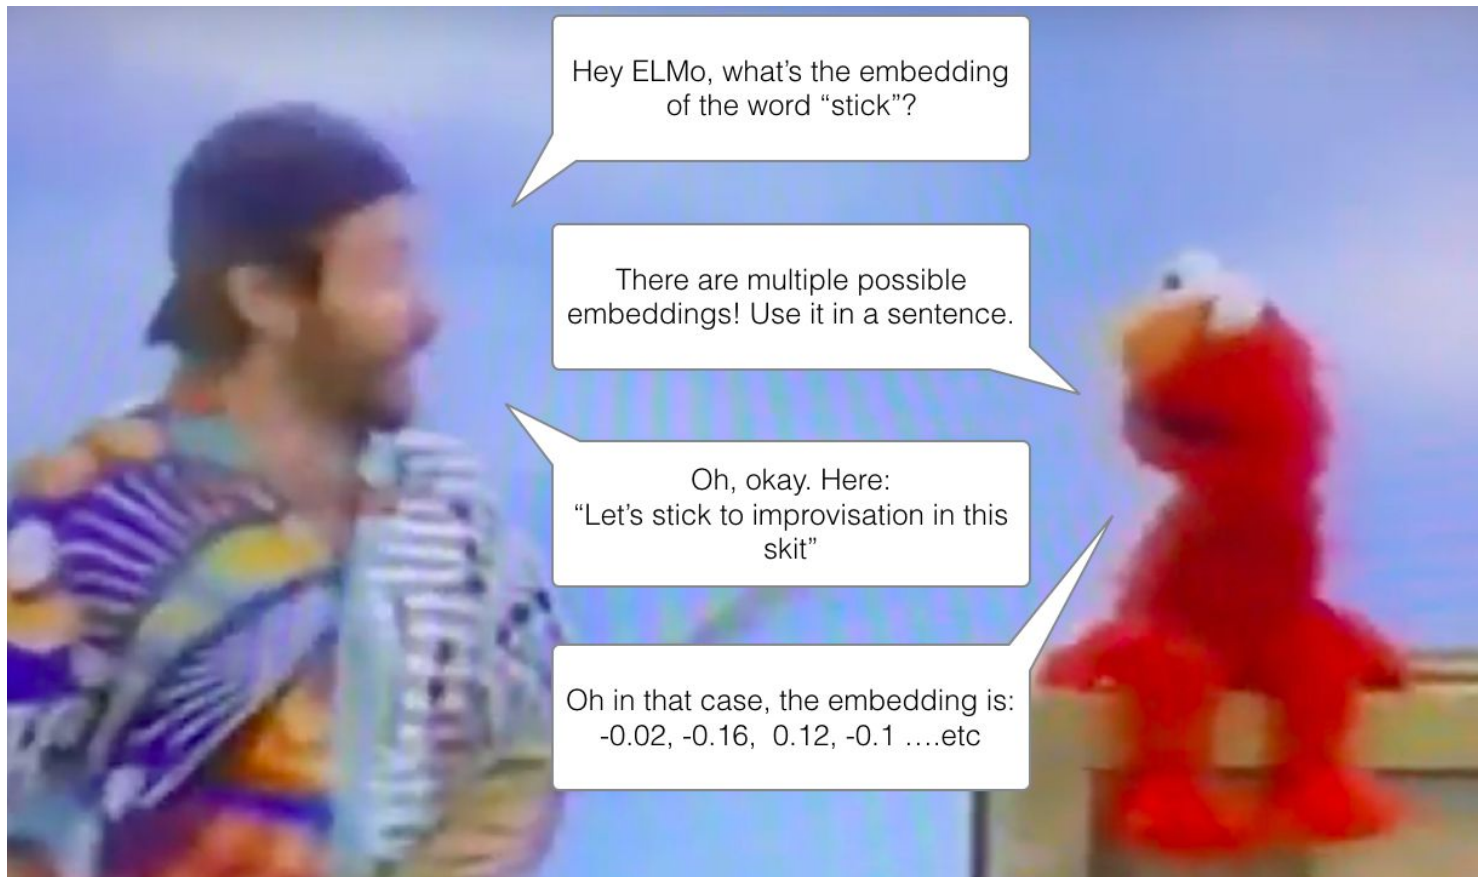 Hey ELMo, what's the embedding
of the word “stick”?
There are multiple possible
embeddings! Use it in a sentence.
Oh, okay. Here:
“Let's stick to improvisation in this
skit”
Oh in that case, the embedding is:
-0.02, -0.16,  0.12, -0.1 ….etc